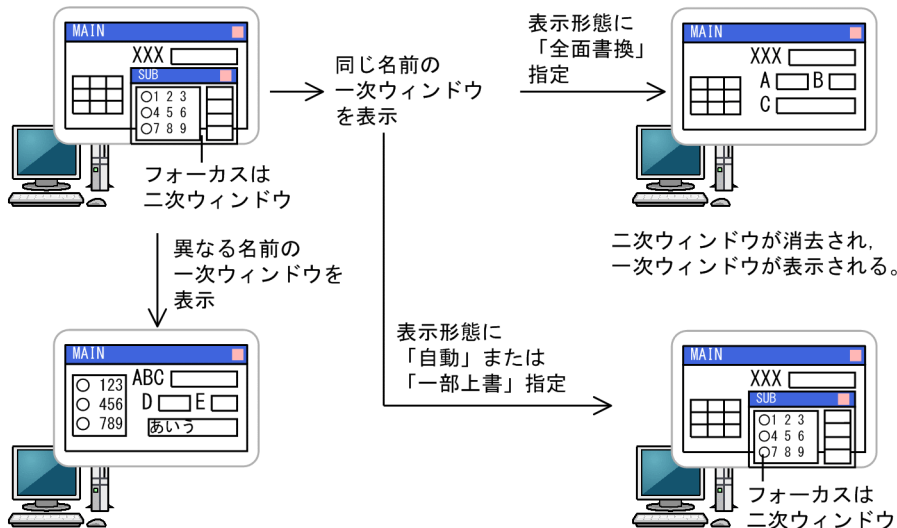 MAIN
XXX
SUB
1 2 3
4 5 6
7 8 9
フォーカスは
二次ウィンドウ
同じ名前の
一次ウィンドウ
を表示
表示形態に
「全面書換」
指定
MAIN
XXX
A
B
C
二次ウィンドウが消去され,
一次ウィンドウが表示される。
異なる名前の
一次ウィンドウを
表示
MAIN
123
456
789
ABC
D
E
あいう
表示形態に
「自動」または
「一部上書」指定
MAIN
XXX
SUB
1 2 3
4 5 6
7 8 9
フォーカスは
二次ウィンドウ